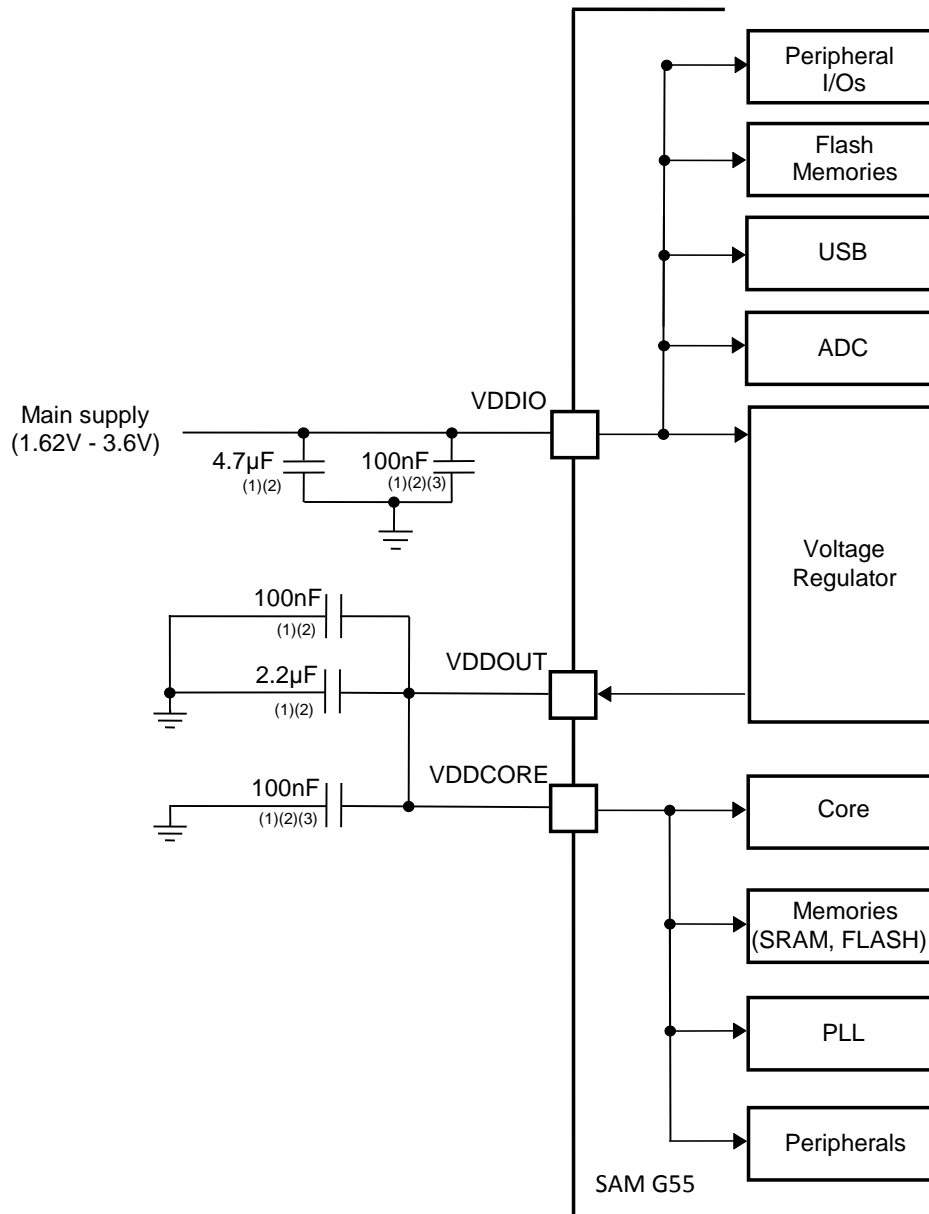 Peripheral
I/Os
Flash
Memories
USB
ADC
VDDIO
Main supply
(1.62V - 3.6V)
4.7µF
(1)(2)
100nF
(1)(2)(3)
Voltage
Regulator
100nF
(1)(2)
VDDOUT
2.2µF
(1)(2)
VDDCORE
100nF
(1)(2)(3)
Core
Memories
(SRAM, FLASH)
PLL
Peripherals
SAM G55